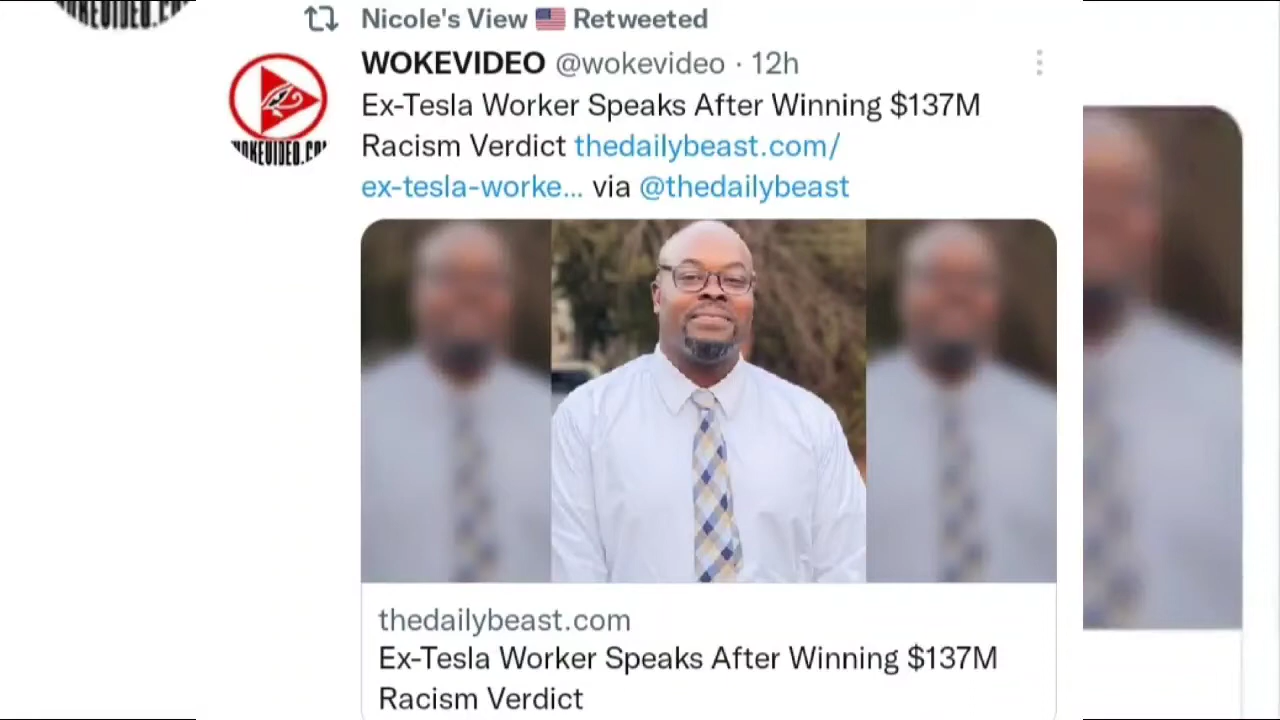 Nicole's View 🇺🇸 Retweeted
WOKEVIDEO @wokevideo · 12h
Ex-Tesla Worker Speaks After Winning $137M
Racism Verdict thedailybeast.com/
ex-tesla-worke... via @thedailybeast
thedailybeast.com
Ex-Tesla Worker Speaks After Winning $137M
Racism Verdict